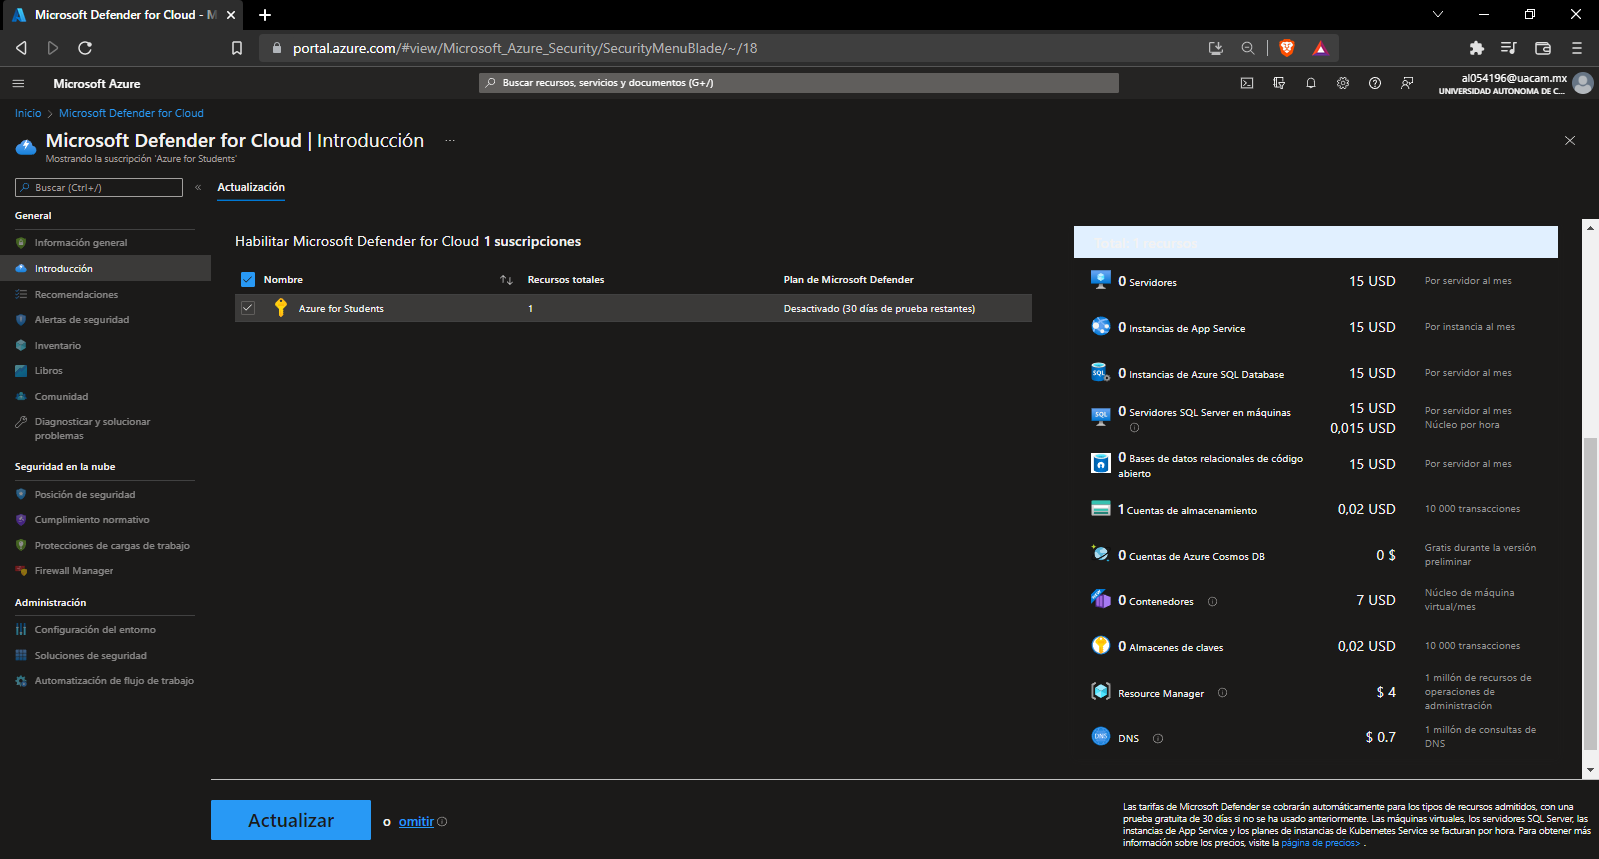 Microsoft Defender for Cloud - M
portal.azure.com/#view/Microsoft_Azure_Security/SecurityMenuBlade/~/18
Microsoft Azure
Buscar recursos, servicios y documentos (G+/)
al054196@uacam.mx
UNIVERSIDAD AUTONOMA DE C...
Inicio > Microsoft Defender for Cloud
Microsoft Defender for Cloud | Introducción ...
Mostrando la suscripción 'Azure for Students'
Buscar (Ctrl+/)
«
General
Información general
Introducción
Recomendaciones
Alertas de seguridad
Inventario
Libros
Comunidad
Diagnosticar y solucionar
problemas
Seguridad en la nube
Posición de seguridad
Cumplimiento normativo
Protecciones de cargas de trabajo
Firewall Manager
Administración
Configuración del entorno
Soluciones de seguridad
Automatización de flujo de trabajo
Actualización
Habilitar Microsoft Defender for Cloud 1 suscripciones
Nombre Recursos totales Plan de Microsoft Defender
Azure for Students 1 Desactivado (30 días de prueba restantes)
Total: 1 recursos
0 Servidores 15 USD Por servidor al mes
0 Instancias de App Service 15 USD Por instancia al mes
0 Instancias de Azure SQL Database 15 USD Por servidor al mes
0 Servidores SQL Server en máquinas 15 USD Por servidor al mes
0,015 USD Núcleo por hora
0 Bases de datos relacionales de código
abierto 15 USD Por servidor al mes
1 Cuentas de almacenamiento 0,02 USD 10 000 transacciones
0 Cuentas de Azure Cosmos DB 0 $ Gratis durante la versión
preliminar
0 Contenedores 7 USD Núcleo de máquina
virtual/mes
0 Almacenes de claves 0,02 USD 10 000 transacciones
Resource Manager $ 4 1 millón de recursos de
operaciones de
administración
DNS $ 0.7 1 millón de consultas de
DNS
Actualizar o omitir
Las tarifas de Microsoft Defender se cobrarán automáticamente para los tipos de recursos admitidos, con una
prueba gratuita de 30 días si no se ha usado anteriormente. Las máquinas virtuales, los servidores SQL Server, las
instancias de App Service y los planes de instancias de Kubernetes Service se facturan por hora. Para obtener más
información sobre los precios, visite la página de precios> .